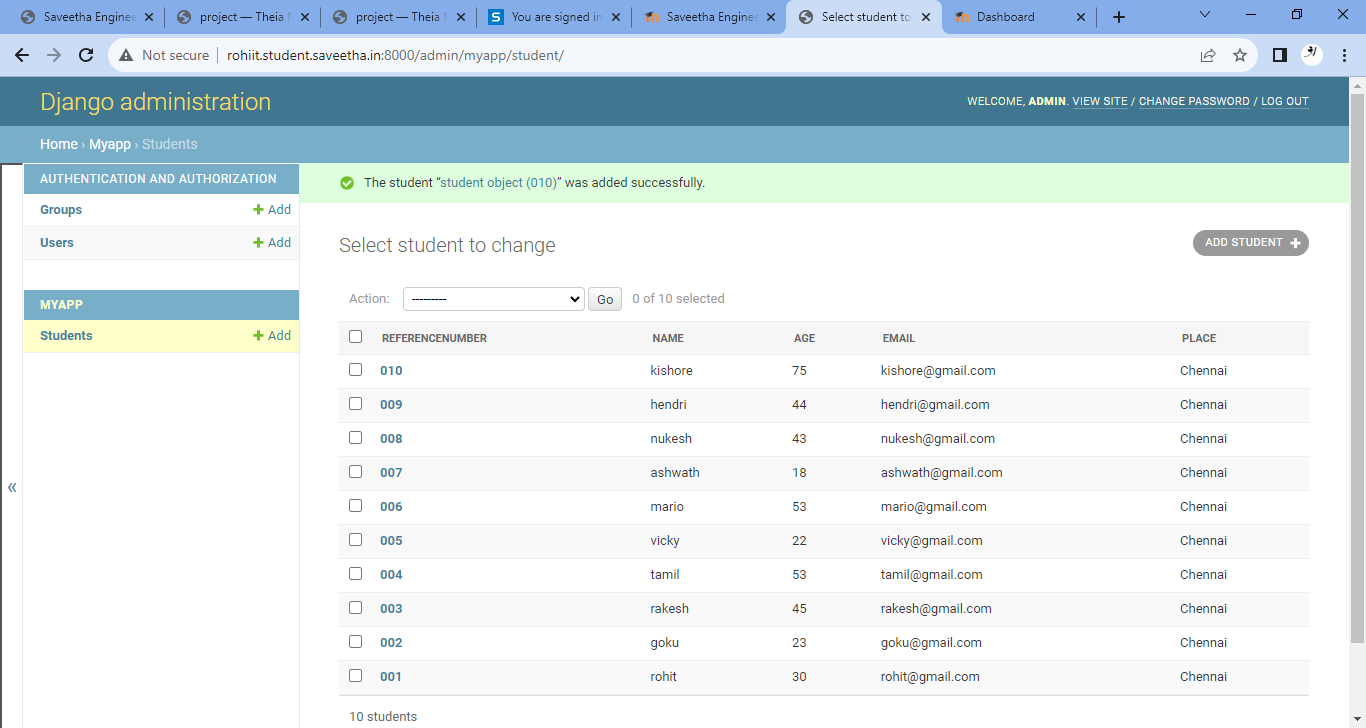 Saveetha Enginee
project — Theia
project — Theia
S You are signed in
Saveetha Enginee
Select student to
Dashboard
Not secure rohiit.student.saveetha.in:8000/admin/myapp/student/
Django administration
WELCOME, ADMIN. VIEW SITE / CHANGE PASSWORD / LOG OUT
Home › Myapp › Students
AUTHENTICATION AND AUTHORIZATION
Groups + Add
Users + Add
MYAPP
Students + Add
«
The student “student object (010)” was added successfully.
Select student to change
ADD STUDENT +
Action: --------- Go 0 of 10 selected
REFERENCENUMBER NAME AGE EMAIL PLACE
010 kishore 75 kishore@gmail.com Chennai
009 hendri 44 hendri@gmail.com Chennai
008 nukesh 43 nukesh@gmail.com Chennai
007 ashwath 18 ashwath@gmail.com Chennai
006 mario 53 mario@gmail.com Chennai
005 vicky 22 vicky@gmail.com Chennai
004 tamil 53 tamil@gmail.com Chennai
003 rakesh 45 rakesh@gmail.com Chennai
002 goku 23 goku@gmail.com Chennai
001 rohit 30 rohit@gmail.com Chennai
10 students